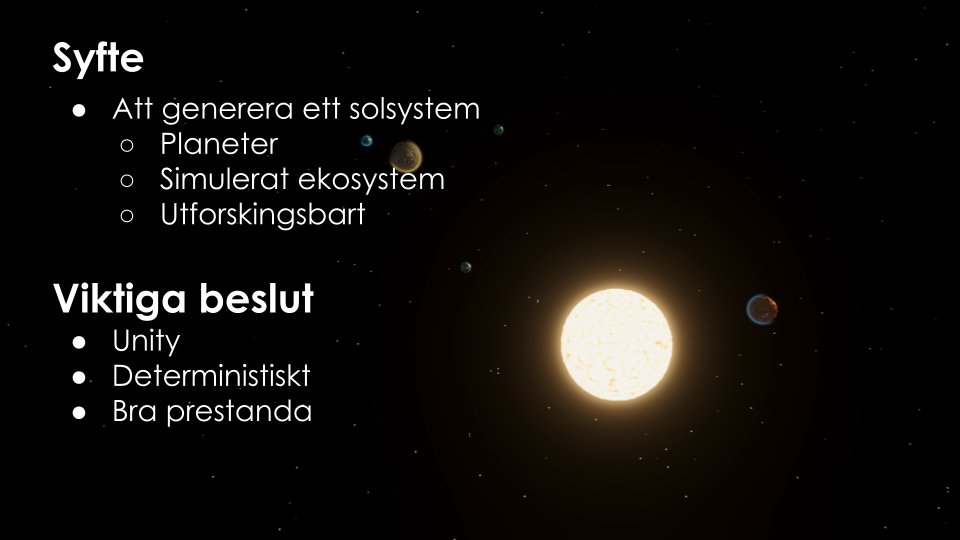 Syfte
● Att generera ett solsystem
○ Planeter
○ Simulerat ekosystem
○ Utforskingsbart
Viktiga beslut
● Unity
● Deterministiskt
● Bra prestanda